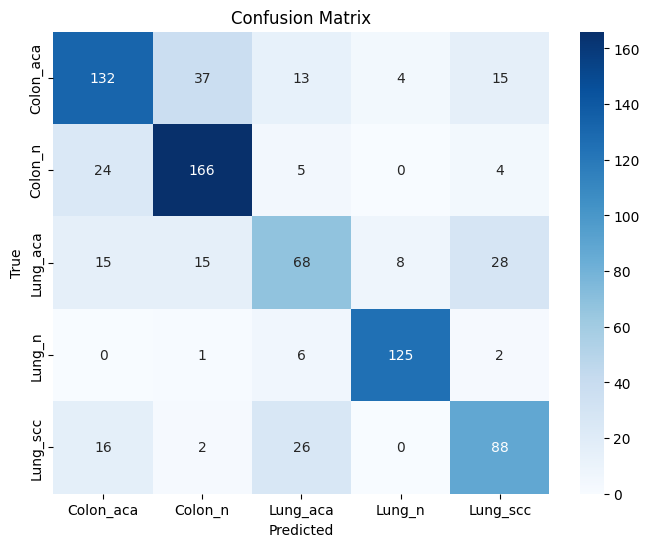 Confusion Matrix
Colon_aca 132 37 13 4 15
Colon_n 24 166 5 0 4
Lung_aca 15 15 68 8 28
Lung_n 0 1 6 125 2
Lung_scc 16 2 26 0 88
True
Colon_aca Colon_n Lung_aca Lung_n Lung_scc
Predicted
160
140
120
100
80
60
40
20
0